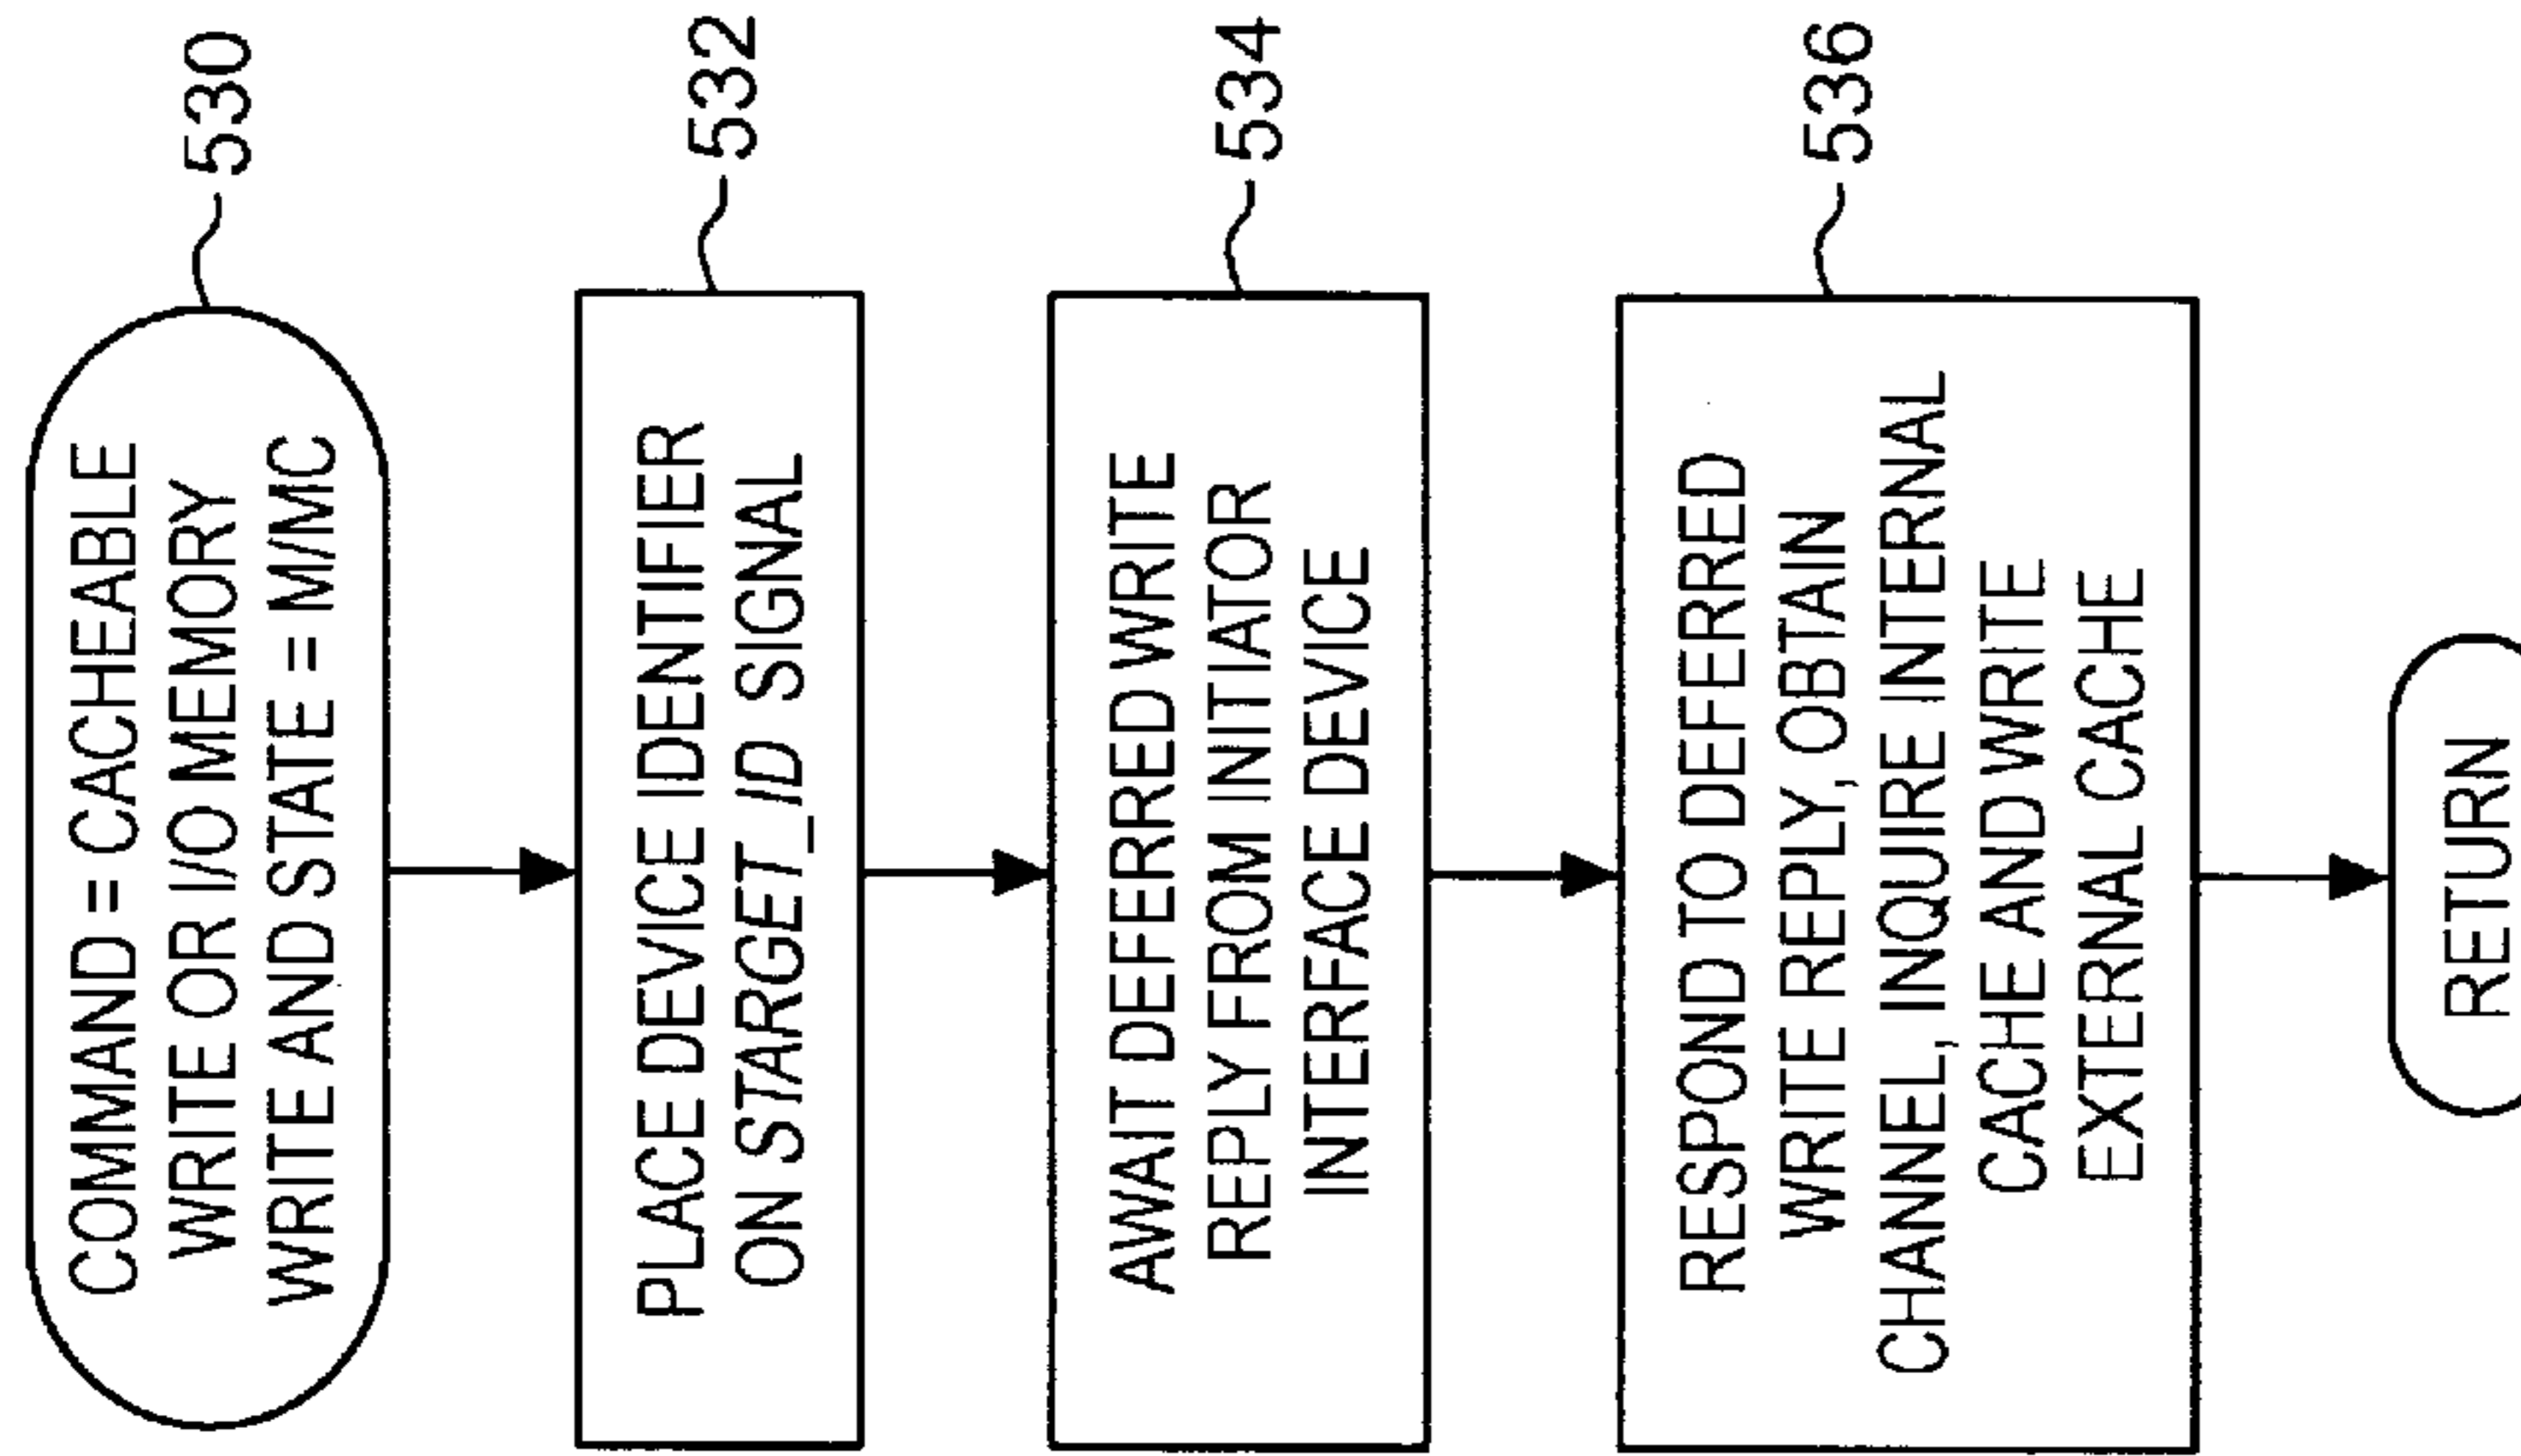 COMMAND = CACHEABLE
WRITE OR I/O MEMORY
WRITE AND STATE = M/MC
530
PLACE DEVICE IDENTIFIER
ON STARGET_ID SIGNAL
532
AWAIT DEFERRED WRITE
REPLY FROM INITIATOR
INTERFACE DEVICE
534
RESPOND TO DEFERRED
WRITE REPLY, OBTAIN
CHANNEL, INQUIRE INTERNAL
CACHE AND WRITE
EXTERNAL CACHE
536
RETURN